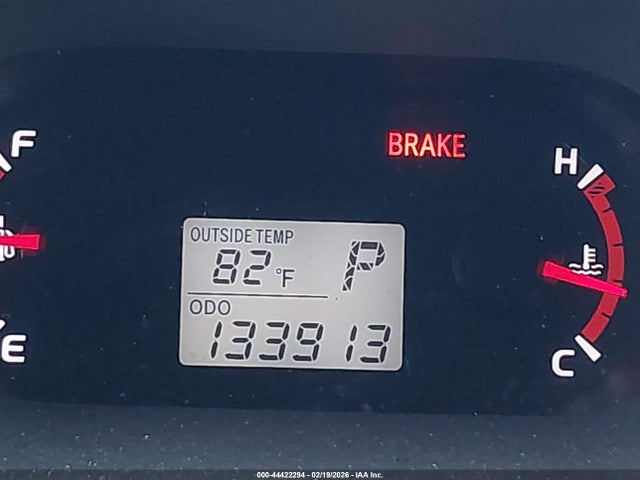 F
BRAKE
H
OUTSIDE TEMP
82°F P
ODO
133913
E
C
000-44422294 - 02/19/2026 - IAA Inc.